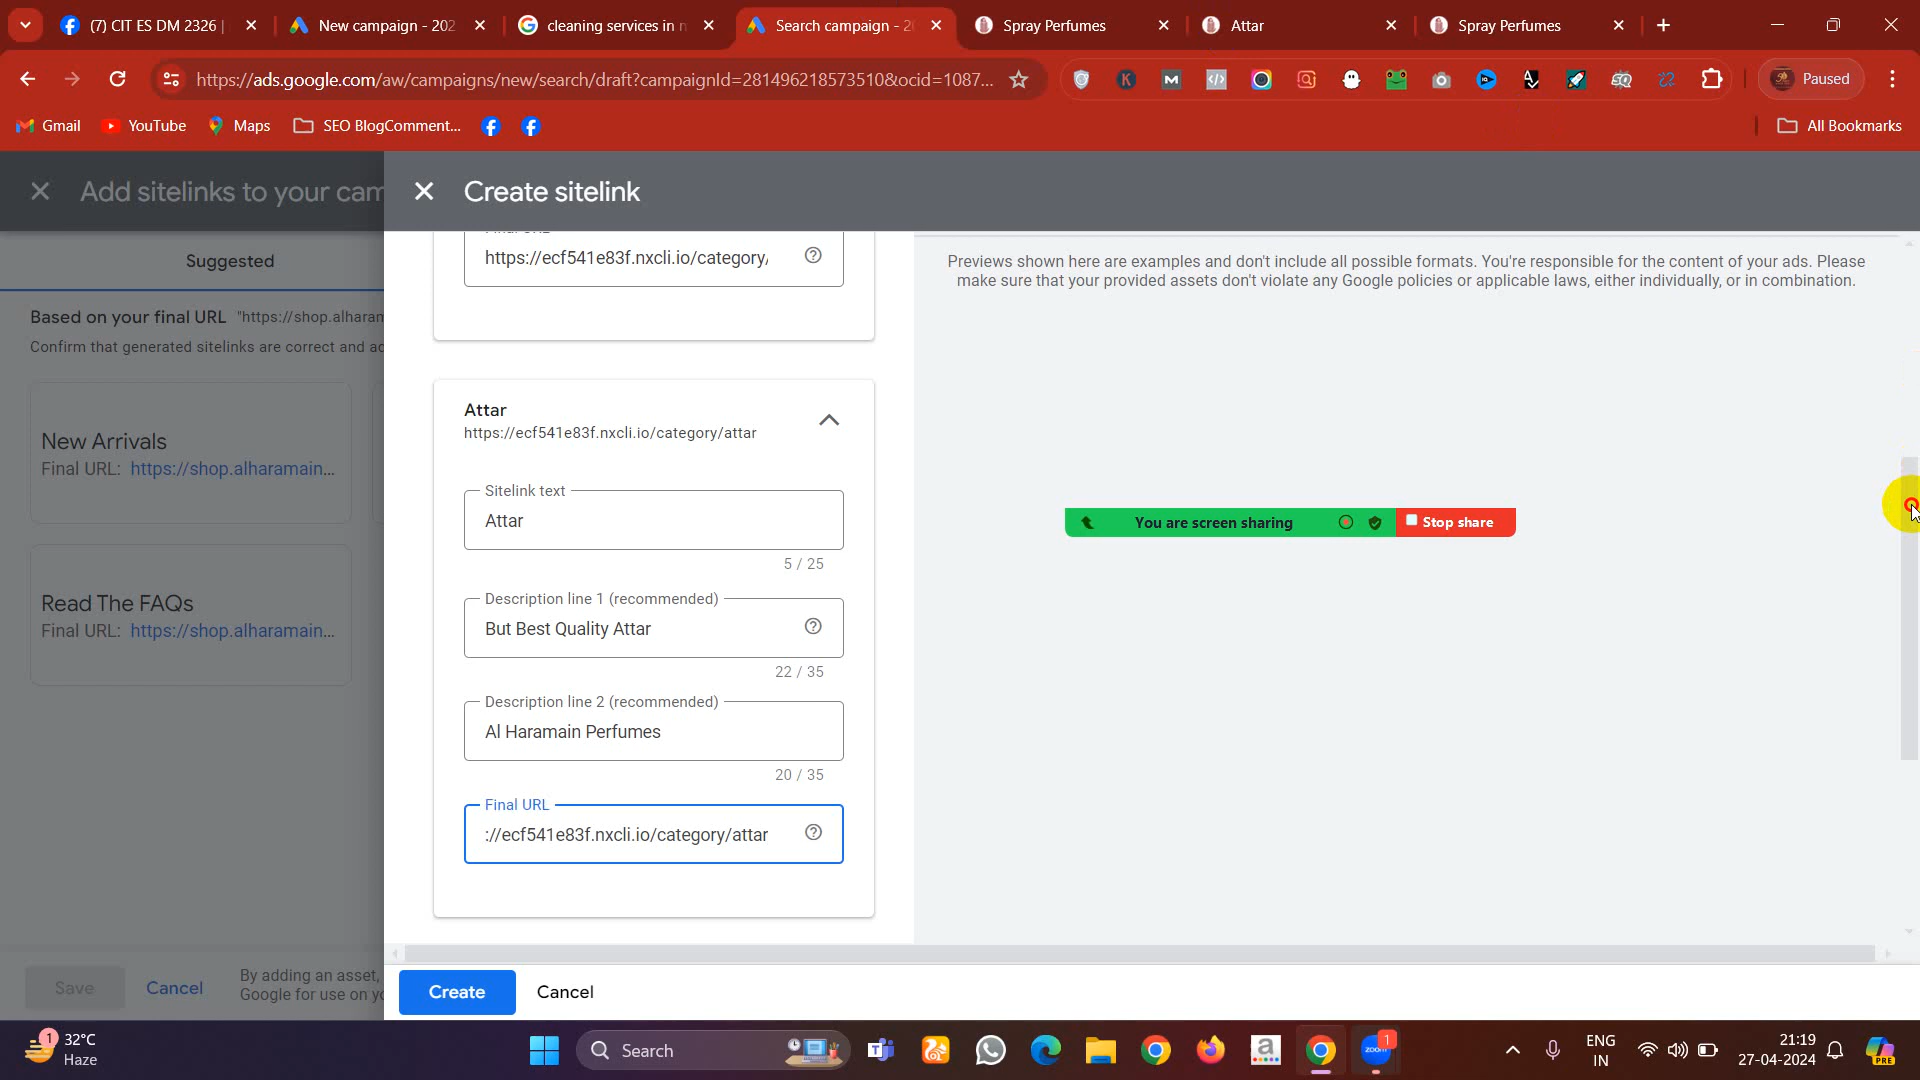 (7) CIT ES DM 2326 |
New campaign - 202
cleaning services in n
Search campaign - 2
Spray Perfumes
Attar
Spray Perfumes
https://ads.google.com/aw/campaigns/new/search/draft?campaignId=281496218573510&ocid=1087...
Paused
Gmail
YouTube
Maps
SEO BlogComment...
All Bookmarks
Add sitelinks to your cam
Create sitelink
Suggested
Based on your final URL "https://shop.alharam
Confirm that generated sitelinks are correct and ac
New Arrivals
Final URL: https://shop.alharamain...
Read The FAQs
Final URL: https://shop.alharamain...
Save
Cancel
By adding an asset,
Google for use on yo
https://ecf541e83f.nxcli.io/category/
Attar
https://ecf541e83f.nxcli.io/category/attar
Sitelink text
Attar
5 / 25
Description line 1 (recommended)
But Best Quality Attar
22 / 35
Description line 2 (recommended)
Al Haramain Perfumes
20 / 35
Final URL
://ecf541e83f.nxcli.io/category/attar
Create
Cancel
Previews shown here are examples and don't include all possible formats. You're responsible for the content of your ads. Please
make sure that your provided assets don't violate any Google policies or applicable laws, either individually, or in combination.
You are screen sharing
Stop share
1
32°C
Haze
Search
zoom
1
ENG
IN
21:19
27-04-2024
PRE